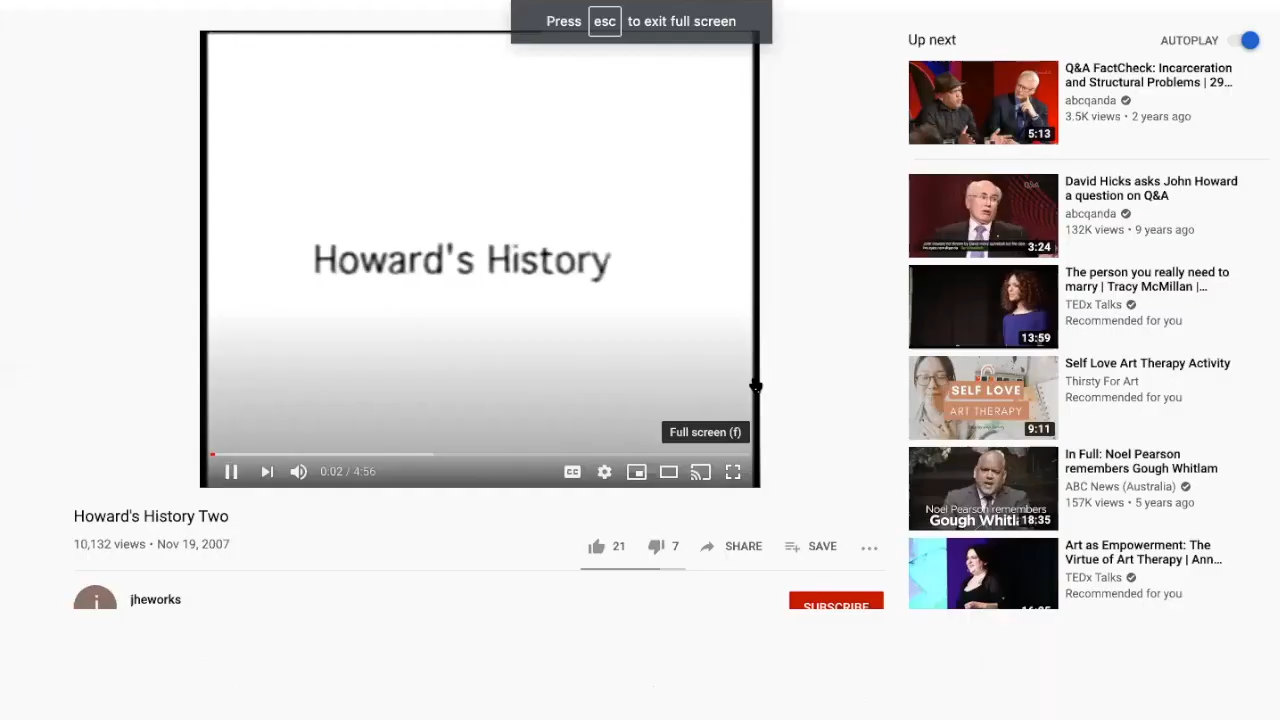 Press esc to exit full screen
Howard's History
Full screen (f)
0:02 / 4:56
CC
Howard's History Two
10,132 views • Nov 19, 2007
21
7
SHARE
SAVE
i
jheworks
SUBSCRIBE
Up next
AUTOPLAY
Q&A FactCheck: Incarceration
and Structural Problems | 29...
abcqanda
3.5K views • 2 years ago
5:13
David Hicks asks John Howard
a question on Q&A
abcqanda
132K views • 9 years ago
Q&A
3:24
The person you really need to
marry | Tracy McMillan |...
TEDx Talks
Recommended for you
13:59
Self Love Art Therapy Activity
Thirsty For Art
Recommended for you
SELF LOVE
ART THERAPY
9:11
In Full: Noel Pearson
remembers Gough Whitlam
ABC News (Australia)
157K views • 5 years ago
Noel Pearson remembers
Gough Whitl
18:35
Art as Empowerment: The
Virtue of Art Therapy | Ann...
TEDx Talks
Recommended for you